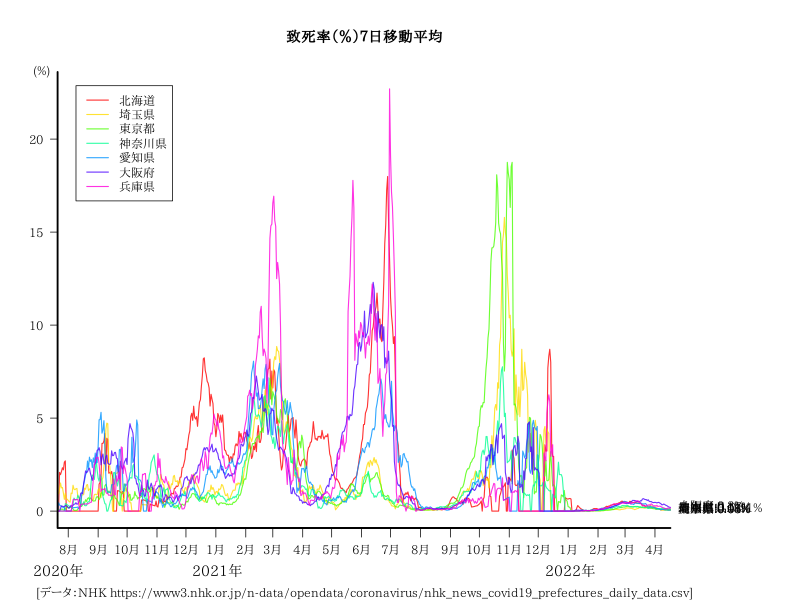 致死率(%)7日移動平均
(%)
20
15
10
5
0
北海道
埼玉県
東京都
神奈川県
愛知県
大阪府
兵庫県
8月 9月 10月 11月 12月 1月 2月 3月 4月 5月 6月 7月 8月 9月 10月 11月 12月 1月 2月 3月 4月
2020年 2021年 2022年
[データ:NHK https://www3.nhk.or.jp/n-data/opendata/coronavirus/nhk_news_covid19_prefectures_daily_data.csv]